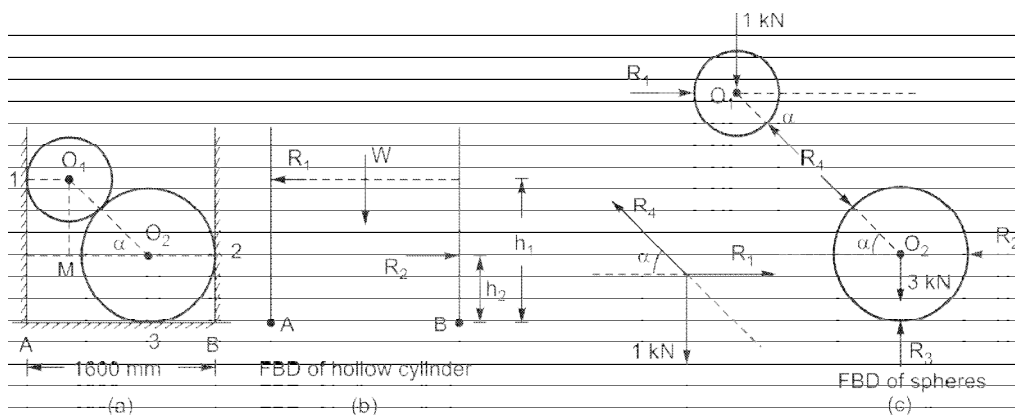 1 kN
R1
O1
α
R4
O1
R1
W
1
R4
α
O2
2
h1
α
O2
R2
M
R2
α
R1
3 kN
h2
A
B
A
3
B
1 kN
R3
1600 mm
FBD of hollow cylinder
FBD of spheres
(a)
(b)
(c)